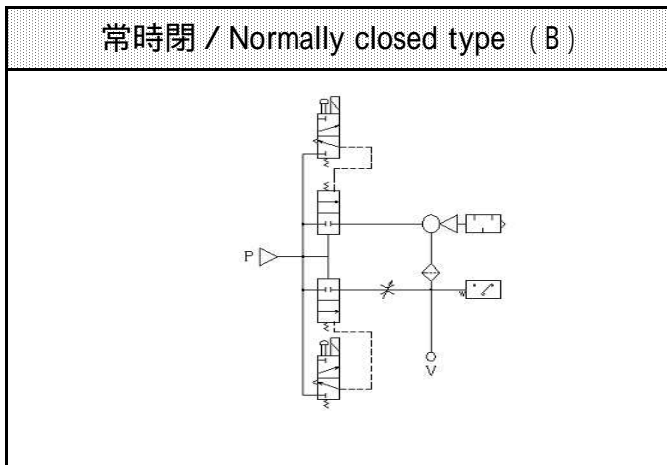 常時閉 / Normally closed type （B）
P
V